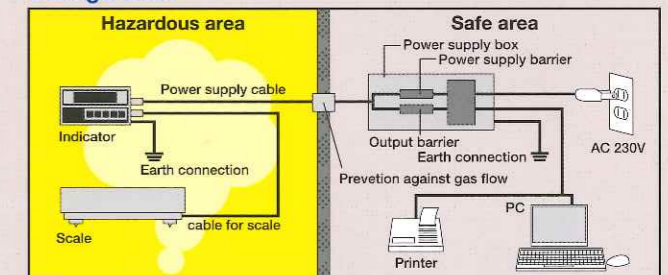 Hazardous area
Safe area
Power supply box
Power supply barrier
Power supply cable
Indicator
Earth connection
Output barrier
Earth connection
AC 230V
Prevetion against gas flow
cable for scale
Scale
PC
Printer